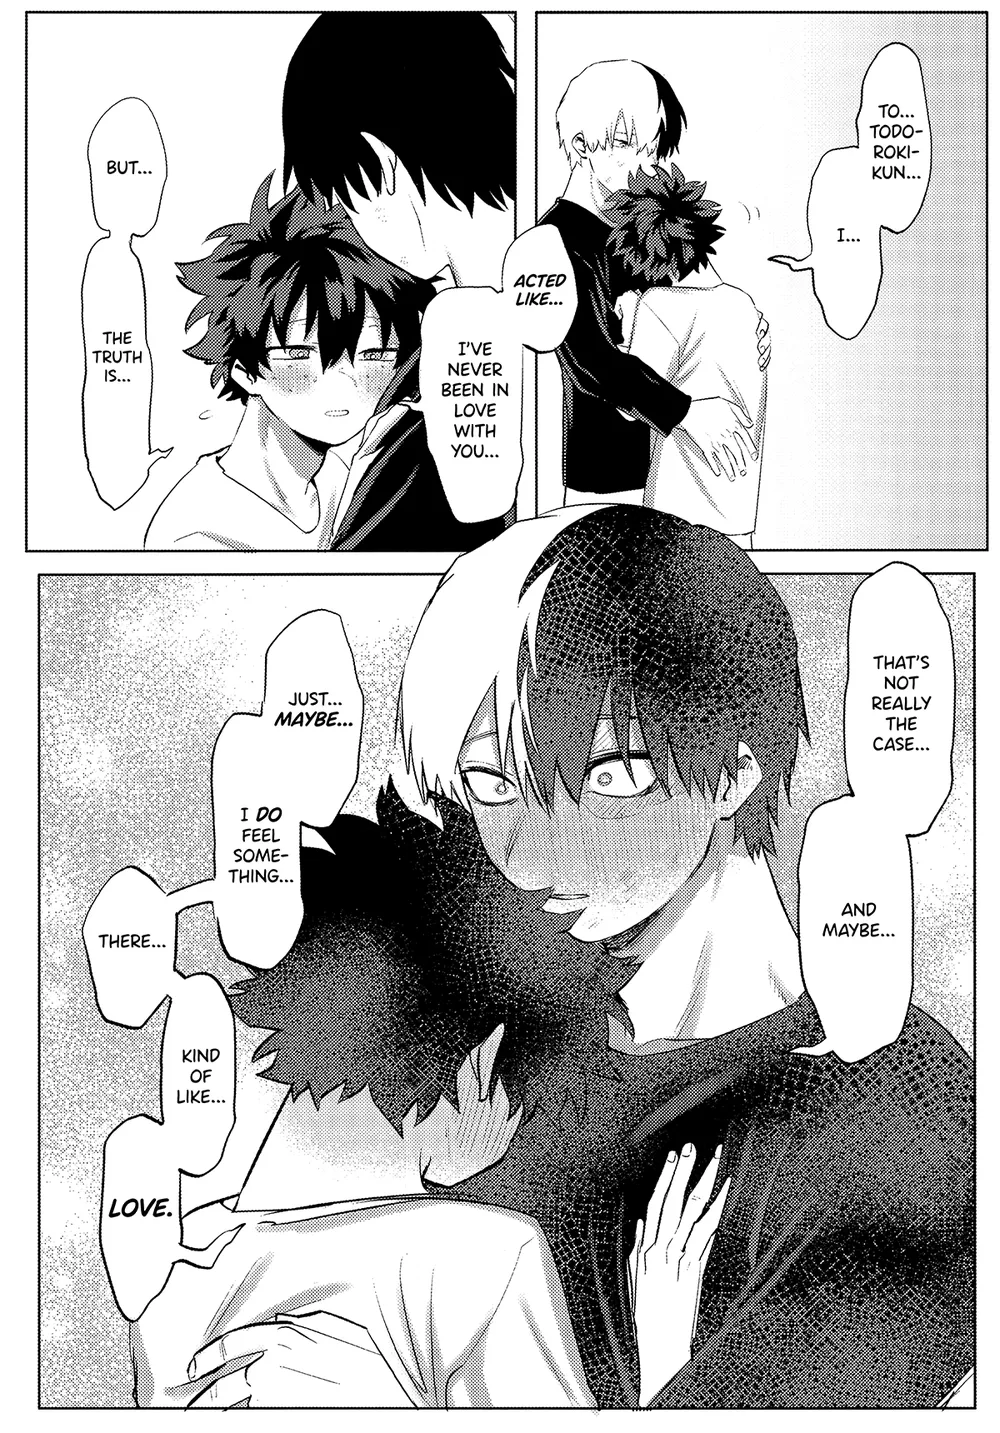 TO...
TODO-
ROKI-
KUN...
I...
ACTED
LIKE...
I'VE
NEVER
BEEN IN
LOVE
WITH
YOU...
BUT...
THE
TRUTH
IS...
THAT'S
NOT
REALLY
THE
CASE...
AND
MAYBE...
JUST...
MAYBE...
I DO
FEEL
SOME-
THING...
THERE...
KIND
OF
LIKE...
LOVE.